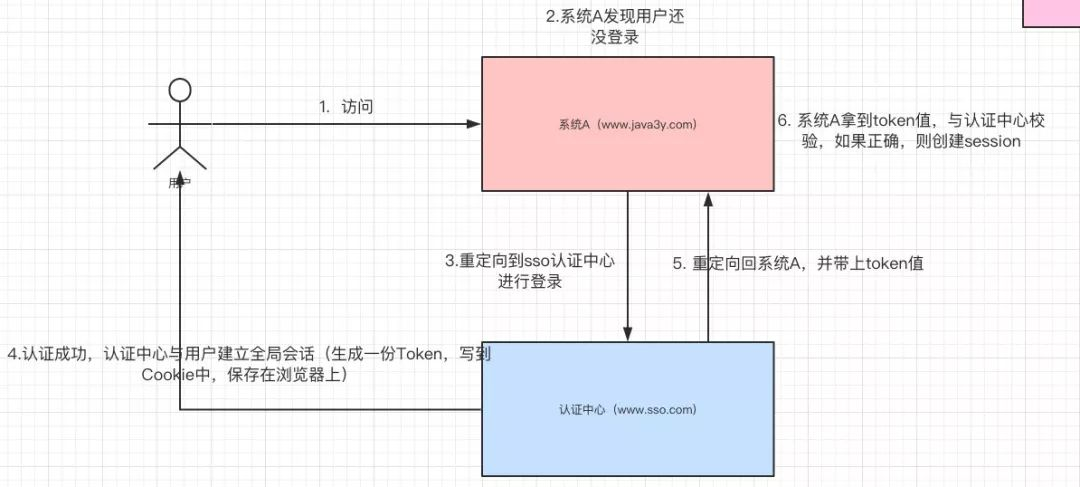 2.系统A发现用户还
没登录
1. 访问
系统A（www.java3y.com）
6. 系统A拿到token值，与认证中心校
验，如果正确，则创建session
用户
3.重定向到sso认证中心
进行登录
5. 重定向回系统A，并带上token值
4.认证成功，认证中心与用户建立全局会话（生成一份Token，写到
Cookie中，保存在浏览器上）
认证中心（www.sso.com）